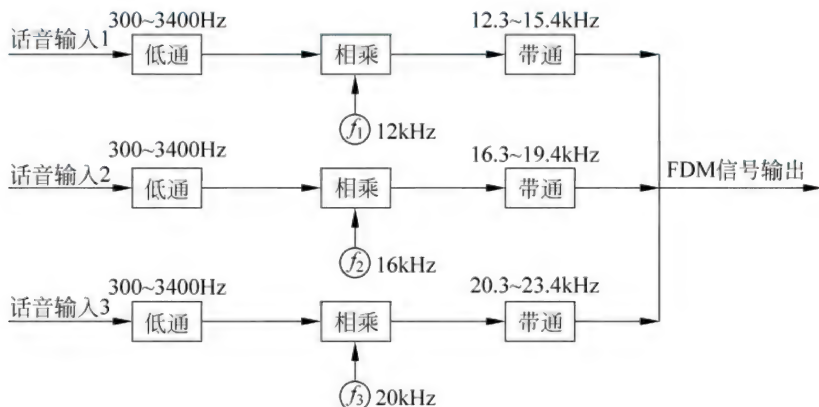 300~3400Hz
12.3~15.4kHz
话音输入1
低通
相乘
带通
f1 12kHz
300~3400Hz
16.3~19.4kHz
话音输入2
低通
相乘
带通
FDM信号输出
f2 16kHz
300~3400Hz
20.3~23.4kHz
话音输入3
低通
相乘
带通
f3 20kHz